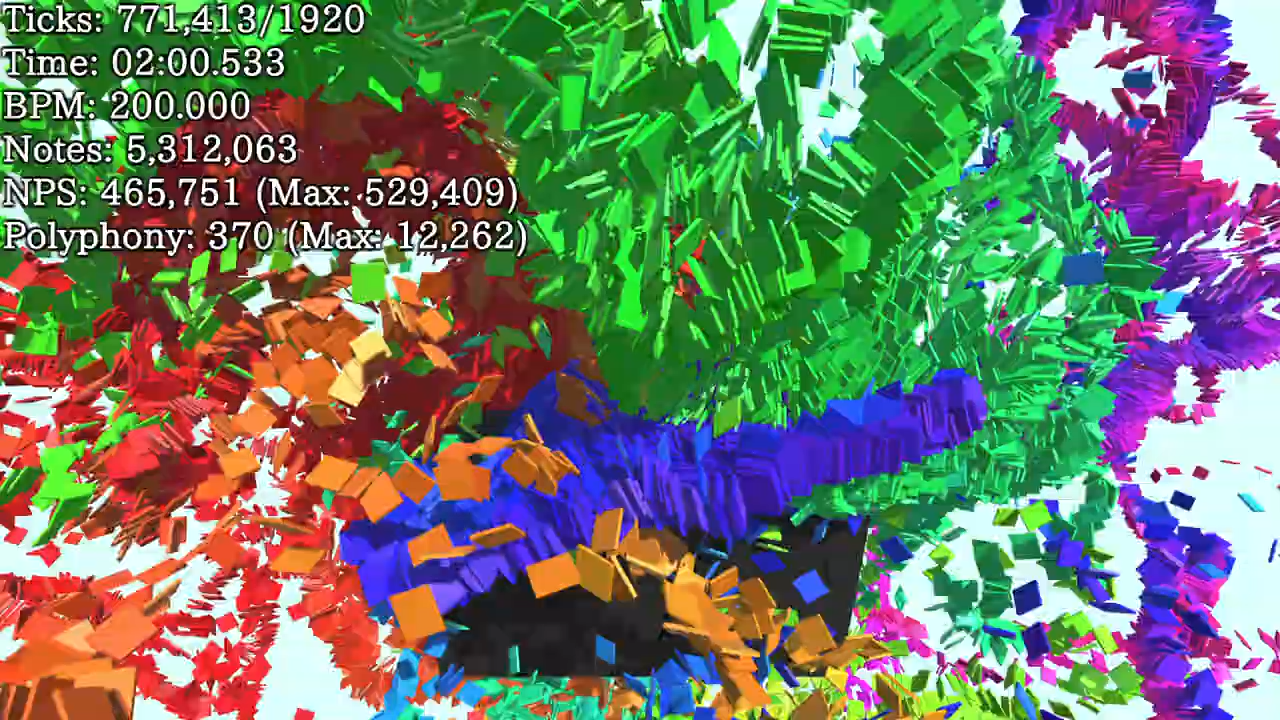 Ticks: 771,413/1920
Time: 02:00.533
BPM: 200.000
Notes: 5,312,063
NPS: 465,751 (Max: 529,409)
Polyphony: 370 (Max: 12,262)